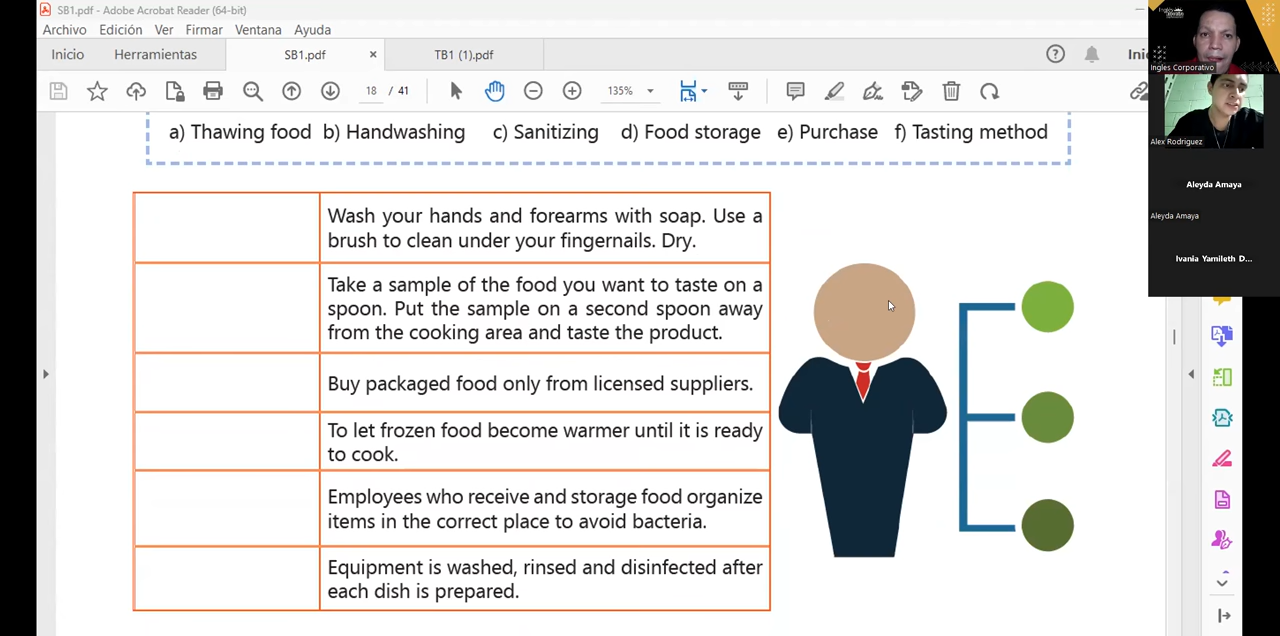 SB1.pdf - Adobe Acrobat Reader (64-bit)
Archivo Edición Ver Firmar Ventana Ayuda
Inicio Herramientas SB1.pdf × TB1 (1).pdf
18 / 41 135%
a) Thawing food b) Handwashing c) Sanitizing d) Food storage e) Purchase f) Tasting method
Wash your hands and forearms with soap. Use a
brush to clean under your fingernails. Dry.
Take a sample of the food you want to taste on a
spoon. Put the sample on a second spoon away
from the cooking area and taste the product.
Buy packaged food only from licensed suppliers.
To let frozen food become warmer until it is ready
to cook.
Employees who receive and storage food organize
items in the correct place to avoid bacteria.
Equipment is washed, rinsed and disinfected after
each dish is prepared.
Ingles Corporativo
Alex Rodriguez
Aleyda Amaya
Aleyda Amaya
Ivania Yamileth D...